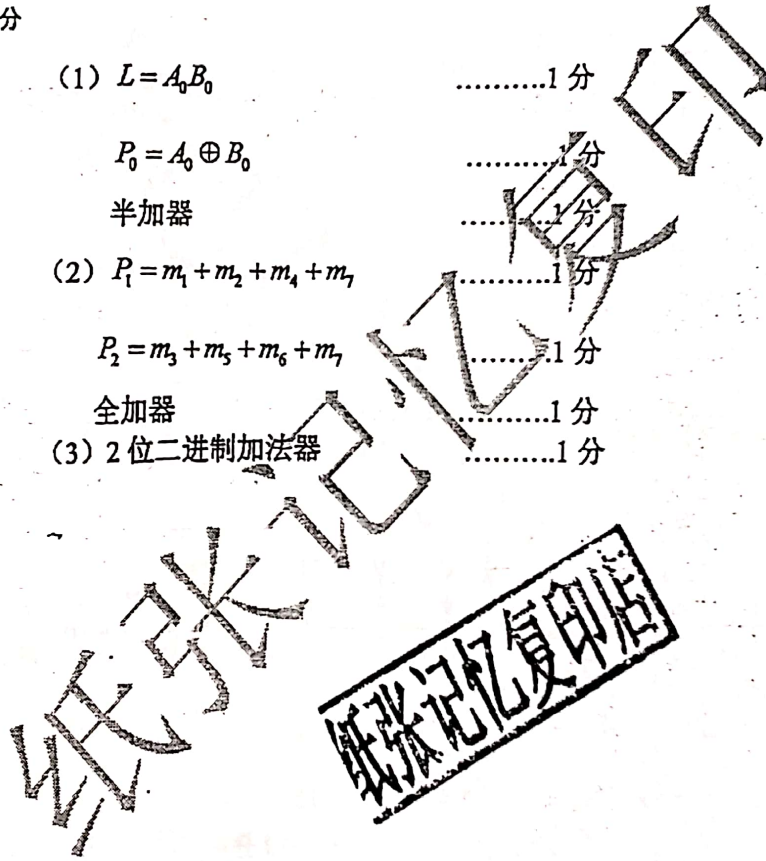 分
(1) L=A₀B₀ ..........1 分
P₀=A₀⊕B₀ ..........1 分
半加器 ..........1 分
(2) P₁=m₁+m₂+m₄+m₇ ..........1 分
P₂=m₃+m₅+m₆+m₇ ..........1 分
全加器 ..........1 分
(3) 2 位二进制加法器 ..........1 分
纸张记忆复印
纸张记忆复印店